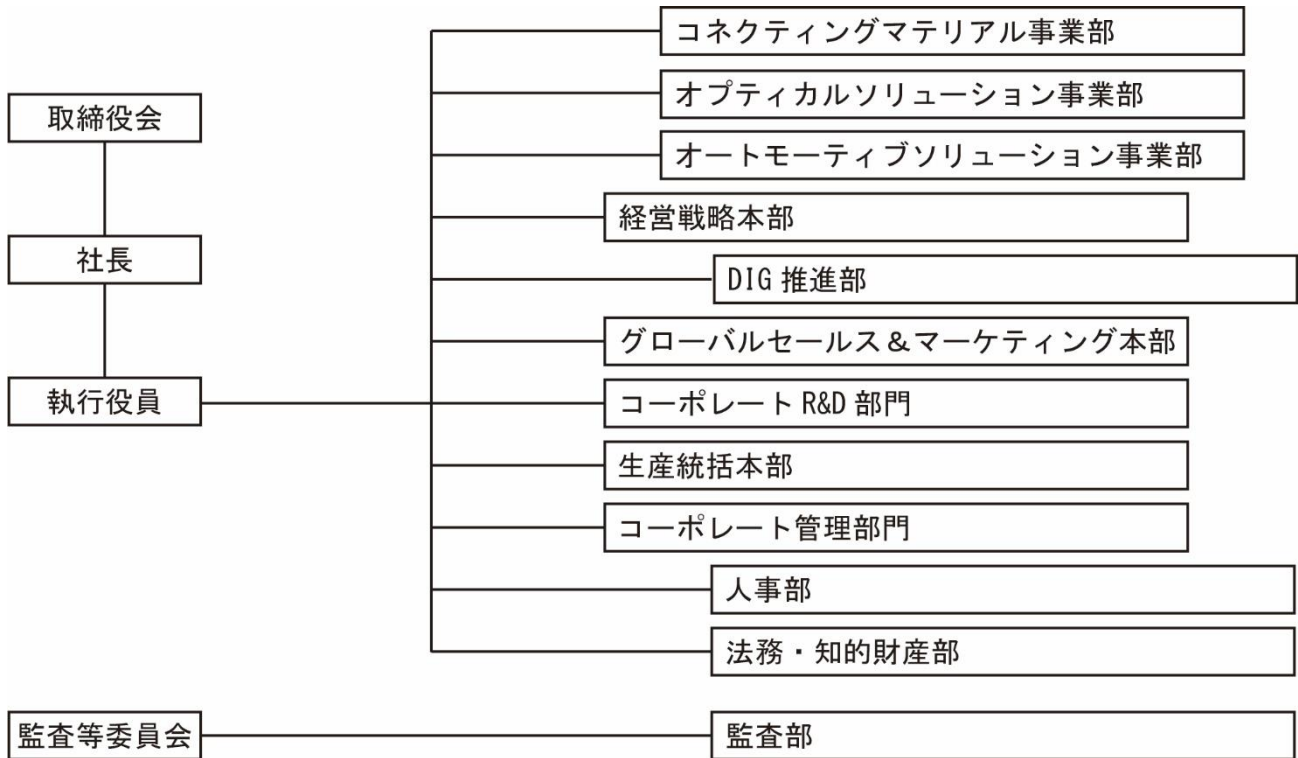 取締役会
社長
執行役員
コネクティングマテリアル事業部
オプティカルソリューション事業部
オートモーティブソリューション事業部
経営戦略本部
DIG 推進部
グローバルセールス＆マーケティング本部
コーポレート R&D 部門
生産統括本部
コーポレート管理部門
人事部
法務・知的財産部
監査等委員会
監査部